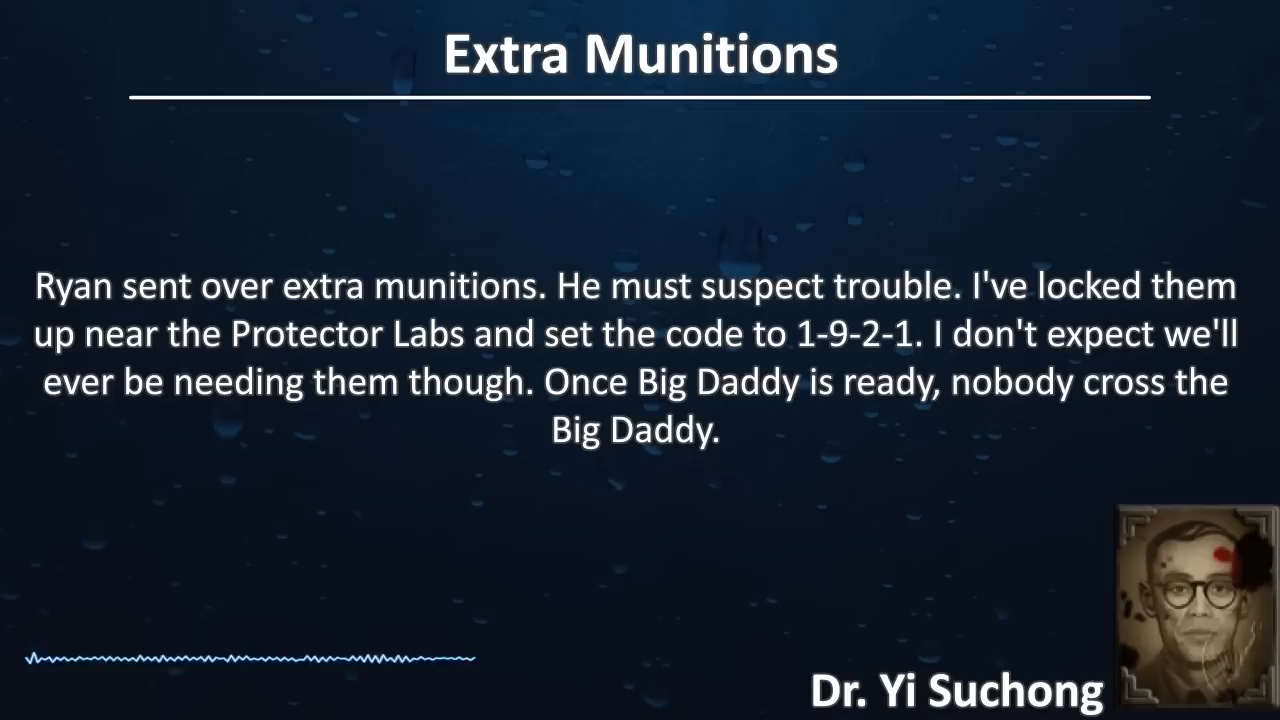 Extra Munitions
Ryan sent over extra munitions. He must suspect trouble. I've locked them
up near the Protector Labs and set the code to 1-9-2-1. I don't expect we'll
ever be needing them though. Once Big Daddy is ready, nobody cross the
Big Daddy.
Dr. Yi Suchong